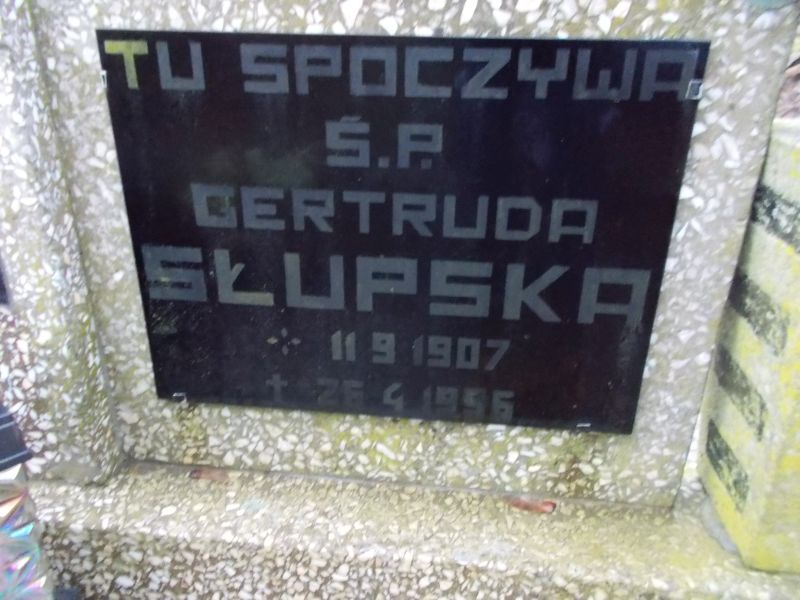 TU SPOCZYWA
Ś.P.
GERTRUDA
SŁUPSKA
11 9 1907
† 26 4 1956